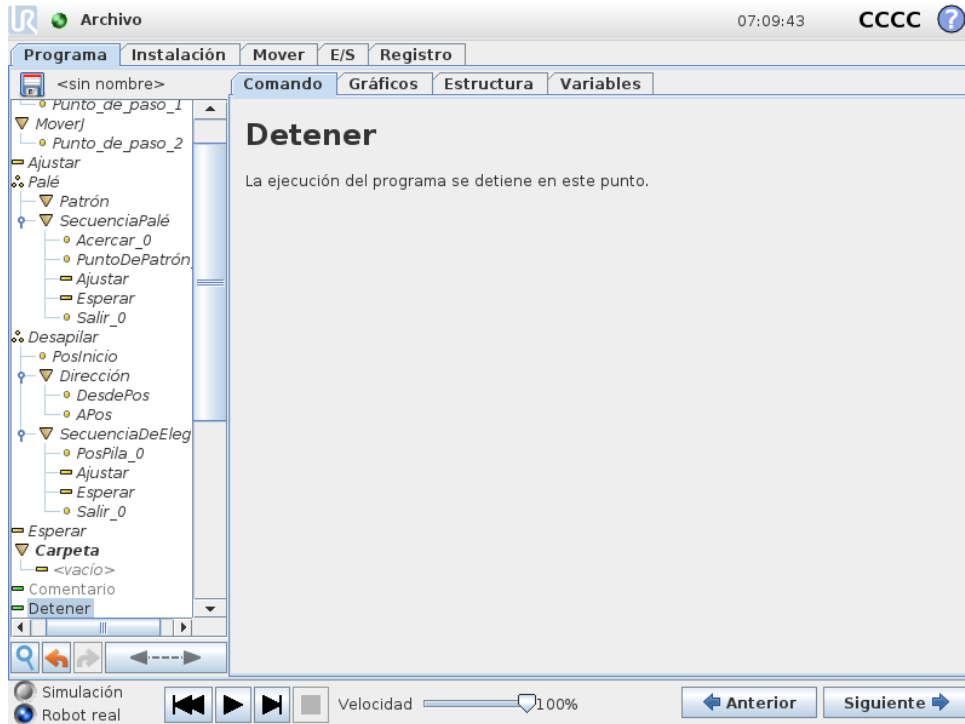 UR Archivo 07:09:43 CCCC ?
Programa Instalación Mover E/S Registro
<sin nombre> Comando Gráficos Estructura Variables
Punto_de_paso_1
MoverJ
Punto_de_paso_2
Ajustar
Palé
Patrón
SecuenciaPalé
Acercar_0
PuntoDePatrón_
Ajustar
Esperar
Salir_0
Desapilar
PosInicio
Dirección
DesdePos
APos
SecuenciaDeEleg
PosPila_0
Ajustar
Esperar
Salir_0
Esperar
Carpeta
<vacío>
Comentario
Detener
Detener
La ejecución del programa se detiene en este punto.
Simulación
Robot real
Velocidad 100%
Anterior Siguiente